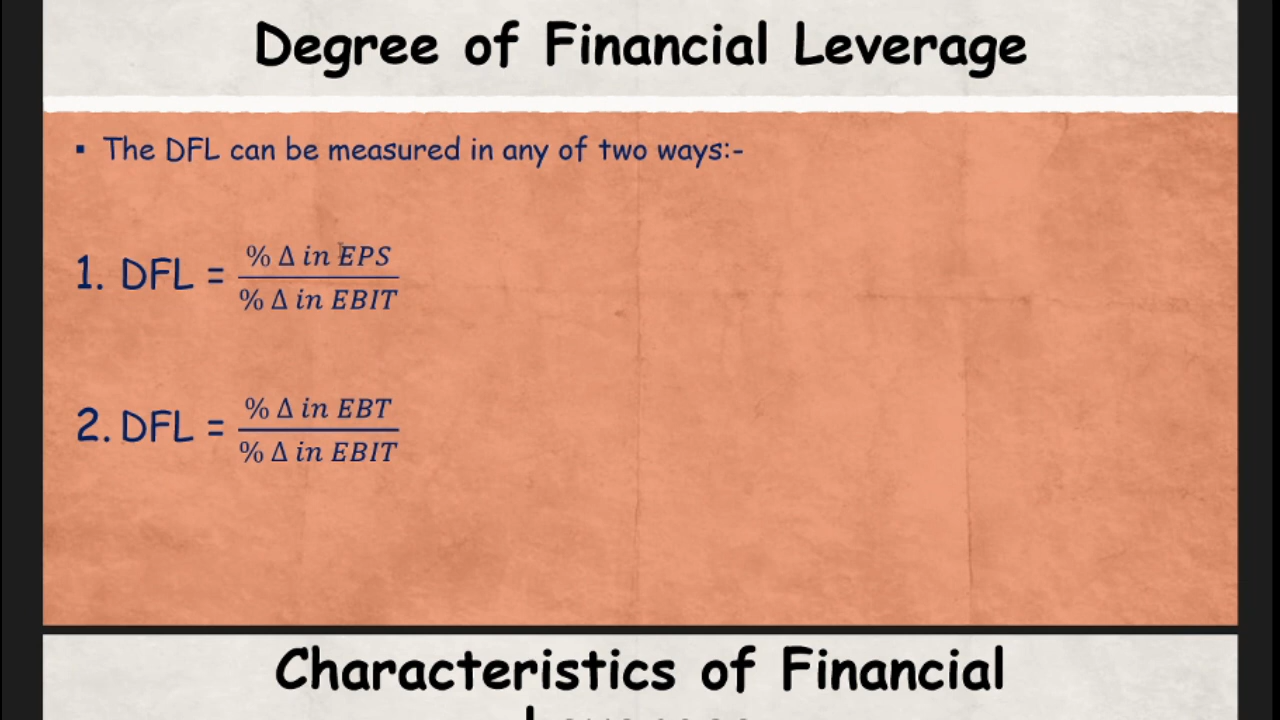 Degree of Financial Leverage
▪ The DFL can be measured in any of two ways:-
1. DFL = % Δ in EPS / % Δ in EBIT
2. DFL = % Δ in EBT / % Δ in EBIT
Characteristics of Financial